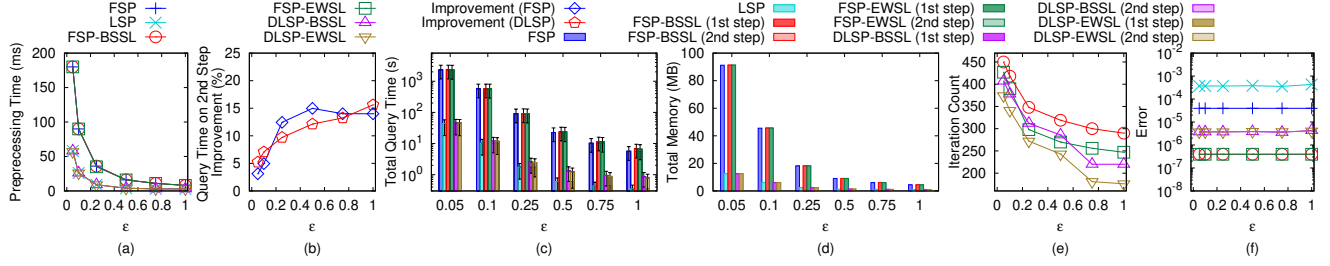 FSP
LSP
FSP-BSSL
FSP-EWSL
DLSP-BSSL
DLSP-EWSL
Improvement (FSP)
Improvement (DLSP)
FSP
LSP
FSP-BSSL (1st step)
FSP-BSSL (2nd step)
FSP-EWSL (1st step)
FSP-EWSL (2nd step)
DLSP-BSSL (1st step)
DLSP-BSSL (2nd step)
DLSP-EWSL (1st step)
DLSP-EWSL (2nd step)
Preprecessing Time (ms)
200
150
100
50
0
0 0.2 0.4 0.6 0.8 1
ε
(a)
Query Time on 2nd Step
Improvement (%)
25
20
15
10
5
0
0 0.2 0.4 0.6 0.8 1
ε
(b)
Total Query Time (s)
10³
10²
10¹
10⁰
0.05 0.1 0.25 0.5 0.75 1
ε
(c)
Total Memory (MB)
100
80
60
40
20
0
0.05 0.1 0.25 0.5 0.75 1
ε
(d)
Iteration Count
450
400
350
300
250
200
0 0.2 0.4 0.6 0.8 1
ε
(e)
Error
10⁻²
10⁻³
10⁻⁴
10⁻⁵
10⁻⁶
10⁻⁷
10⁻⁸
0 0.2 0.4 0.6 0.8 1
ε
(f)